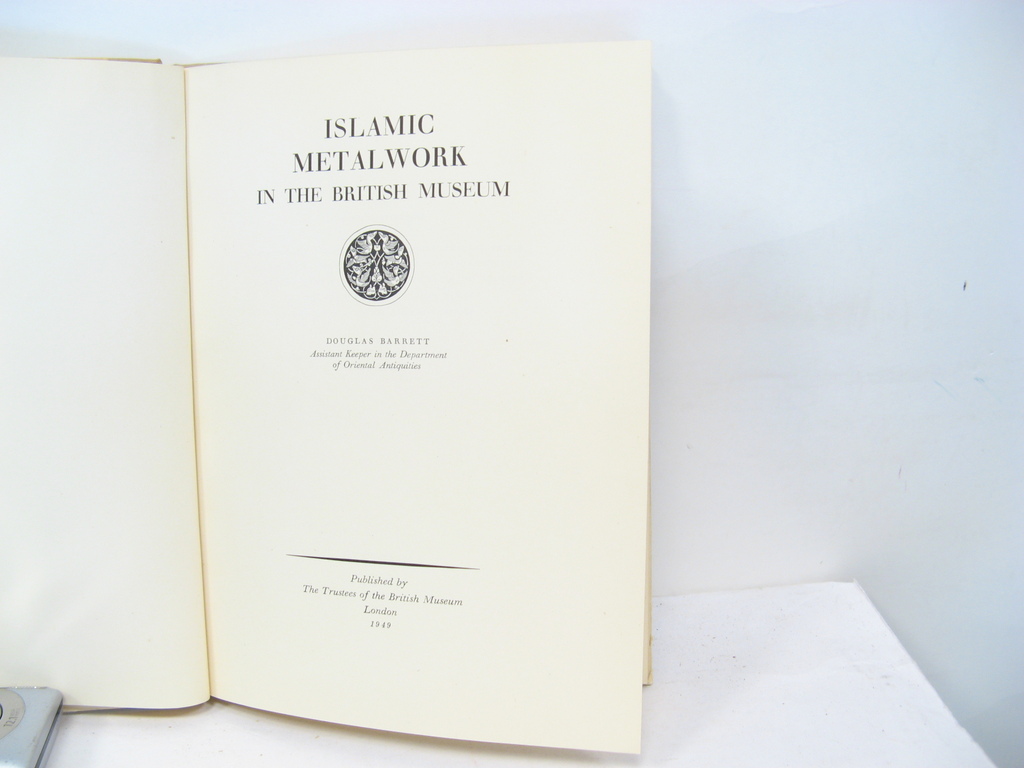 ISLAMIC
METALWORK
IN THE BRITISH MUSEUM
DOUGLAS BARRETT
Assistant Keeper in the Department
of Oriental Antiquities
Published by
The Trustees of the British Museum
London
1949